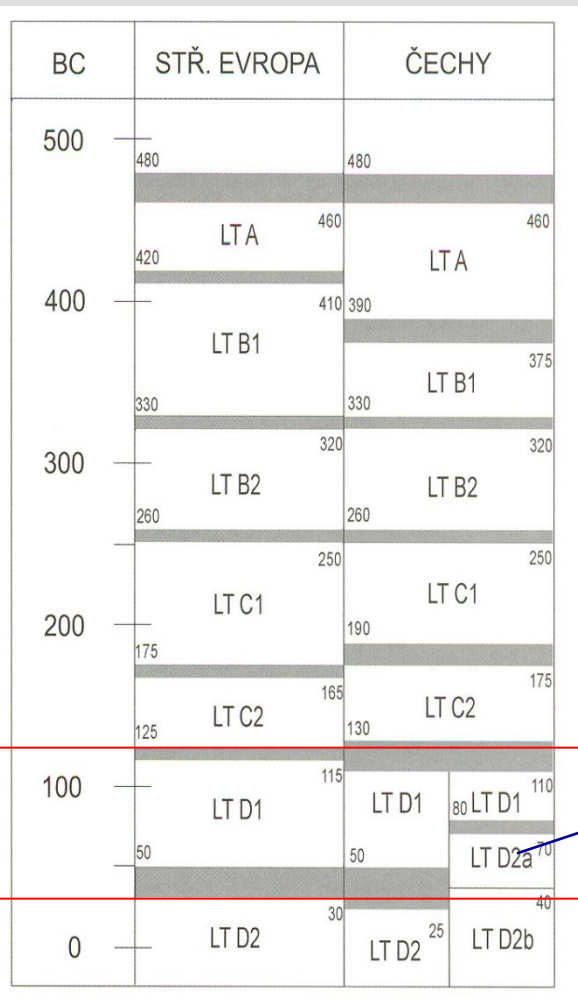 BC STŘ. EVROPA ČECHY
500
480 480
460 460
LT A LT A
420
400
410 390
LT B1
375
LT B1
330 330
320 320
300
LT B2 LT B2
260 260
250 250
LT C1 LT C1
200
190
175
165 175
LT C2 LT C2
125 130
115 110
100
LT D1 LT D1 80 LT D1
50 50 LT D2a 70
30 40
25
0 LT D2 LT D2 LT D2b